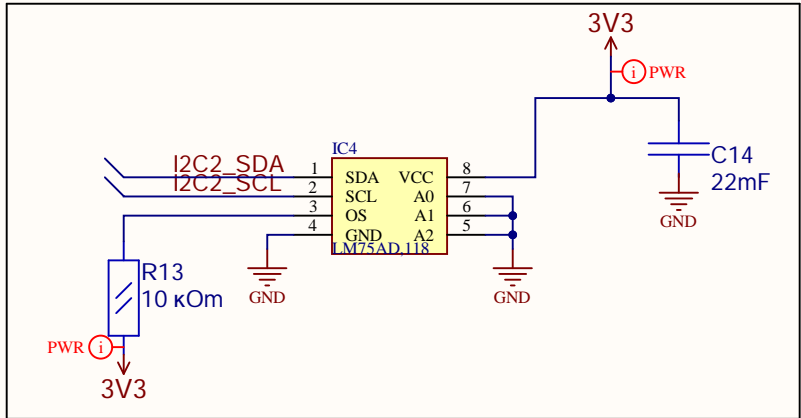 3V3
i PWR
C14
22mF
GND
IC4
I2C2_SDA 1 SDA VCC 8
I2C2_SCL 2 SCL A0 7
3 OS A1 6
4 GND A2 5
LM75AD,118
GND
GND
R13
10 кОm
PWR i
3V3